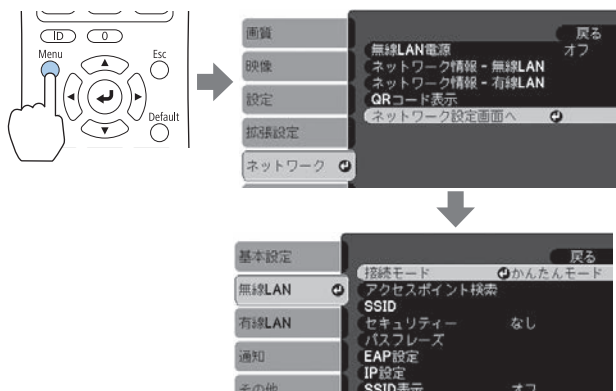 ID
0
Menu
Esc
Default
画質
映像
設定
拡張設定
ネットワーク
戻る
無線LAN電源 オフ
ネットワーク情報 - 無線LAN
ネットワーク情報 - 有線LAN
QRコード表示
ネットワーク設定画面へ
基本設定
無線LAN
有線LAN
通知
その他
戻る
接続モード かんたんモード
アクセスポイント検索
SSID
セキュリティー なし
パスフレーズ
EAP設定
IP設定
SSID表示 オフ